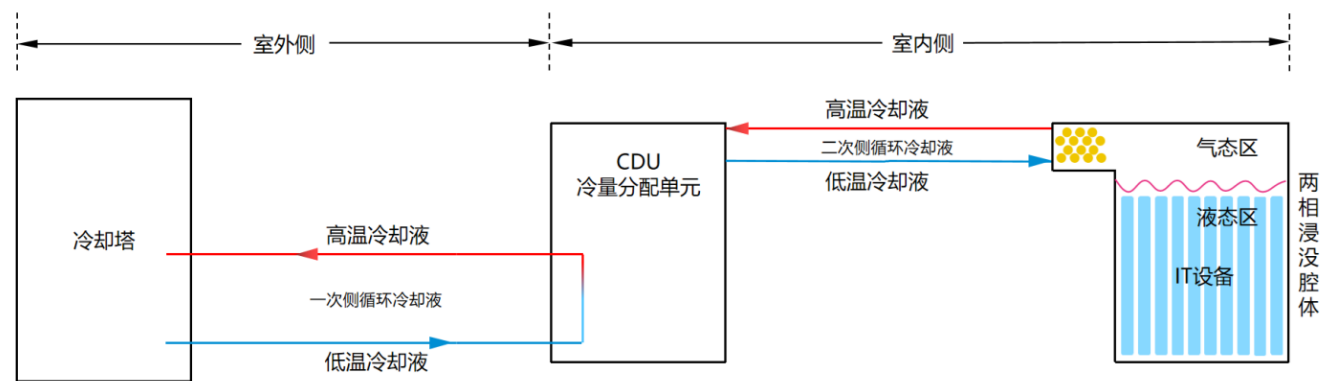 室外侧
室内侧
高温冷却液
二次侧循环冷却液
低温冷却液
CDU
冷量分配单元
气态区
液态区
IT设备
两相浸没腔体
冷却塔
高温冷却液
一次侧循环冷却液
低温冷却液